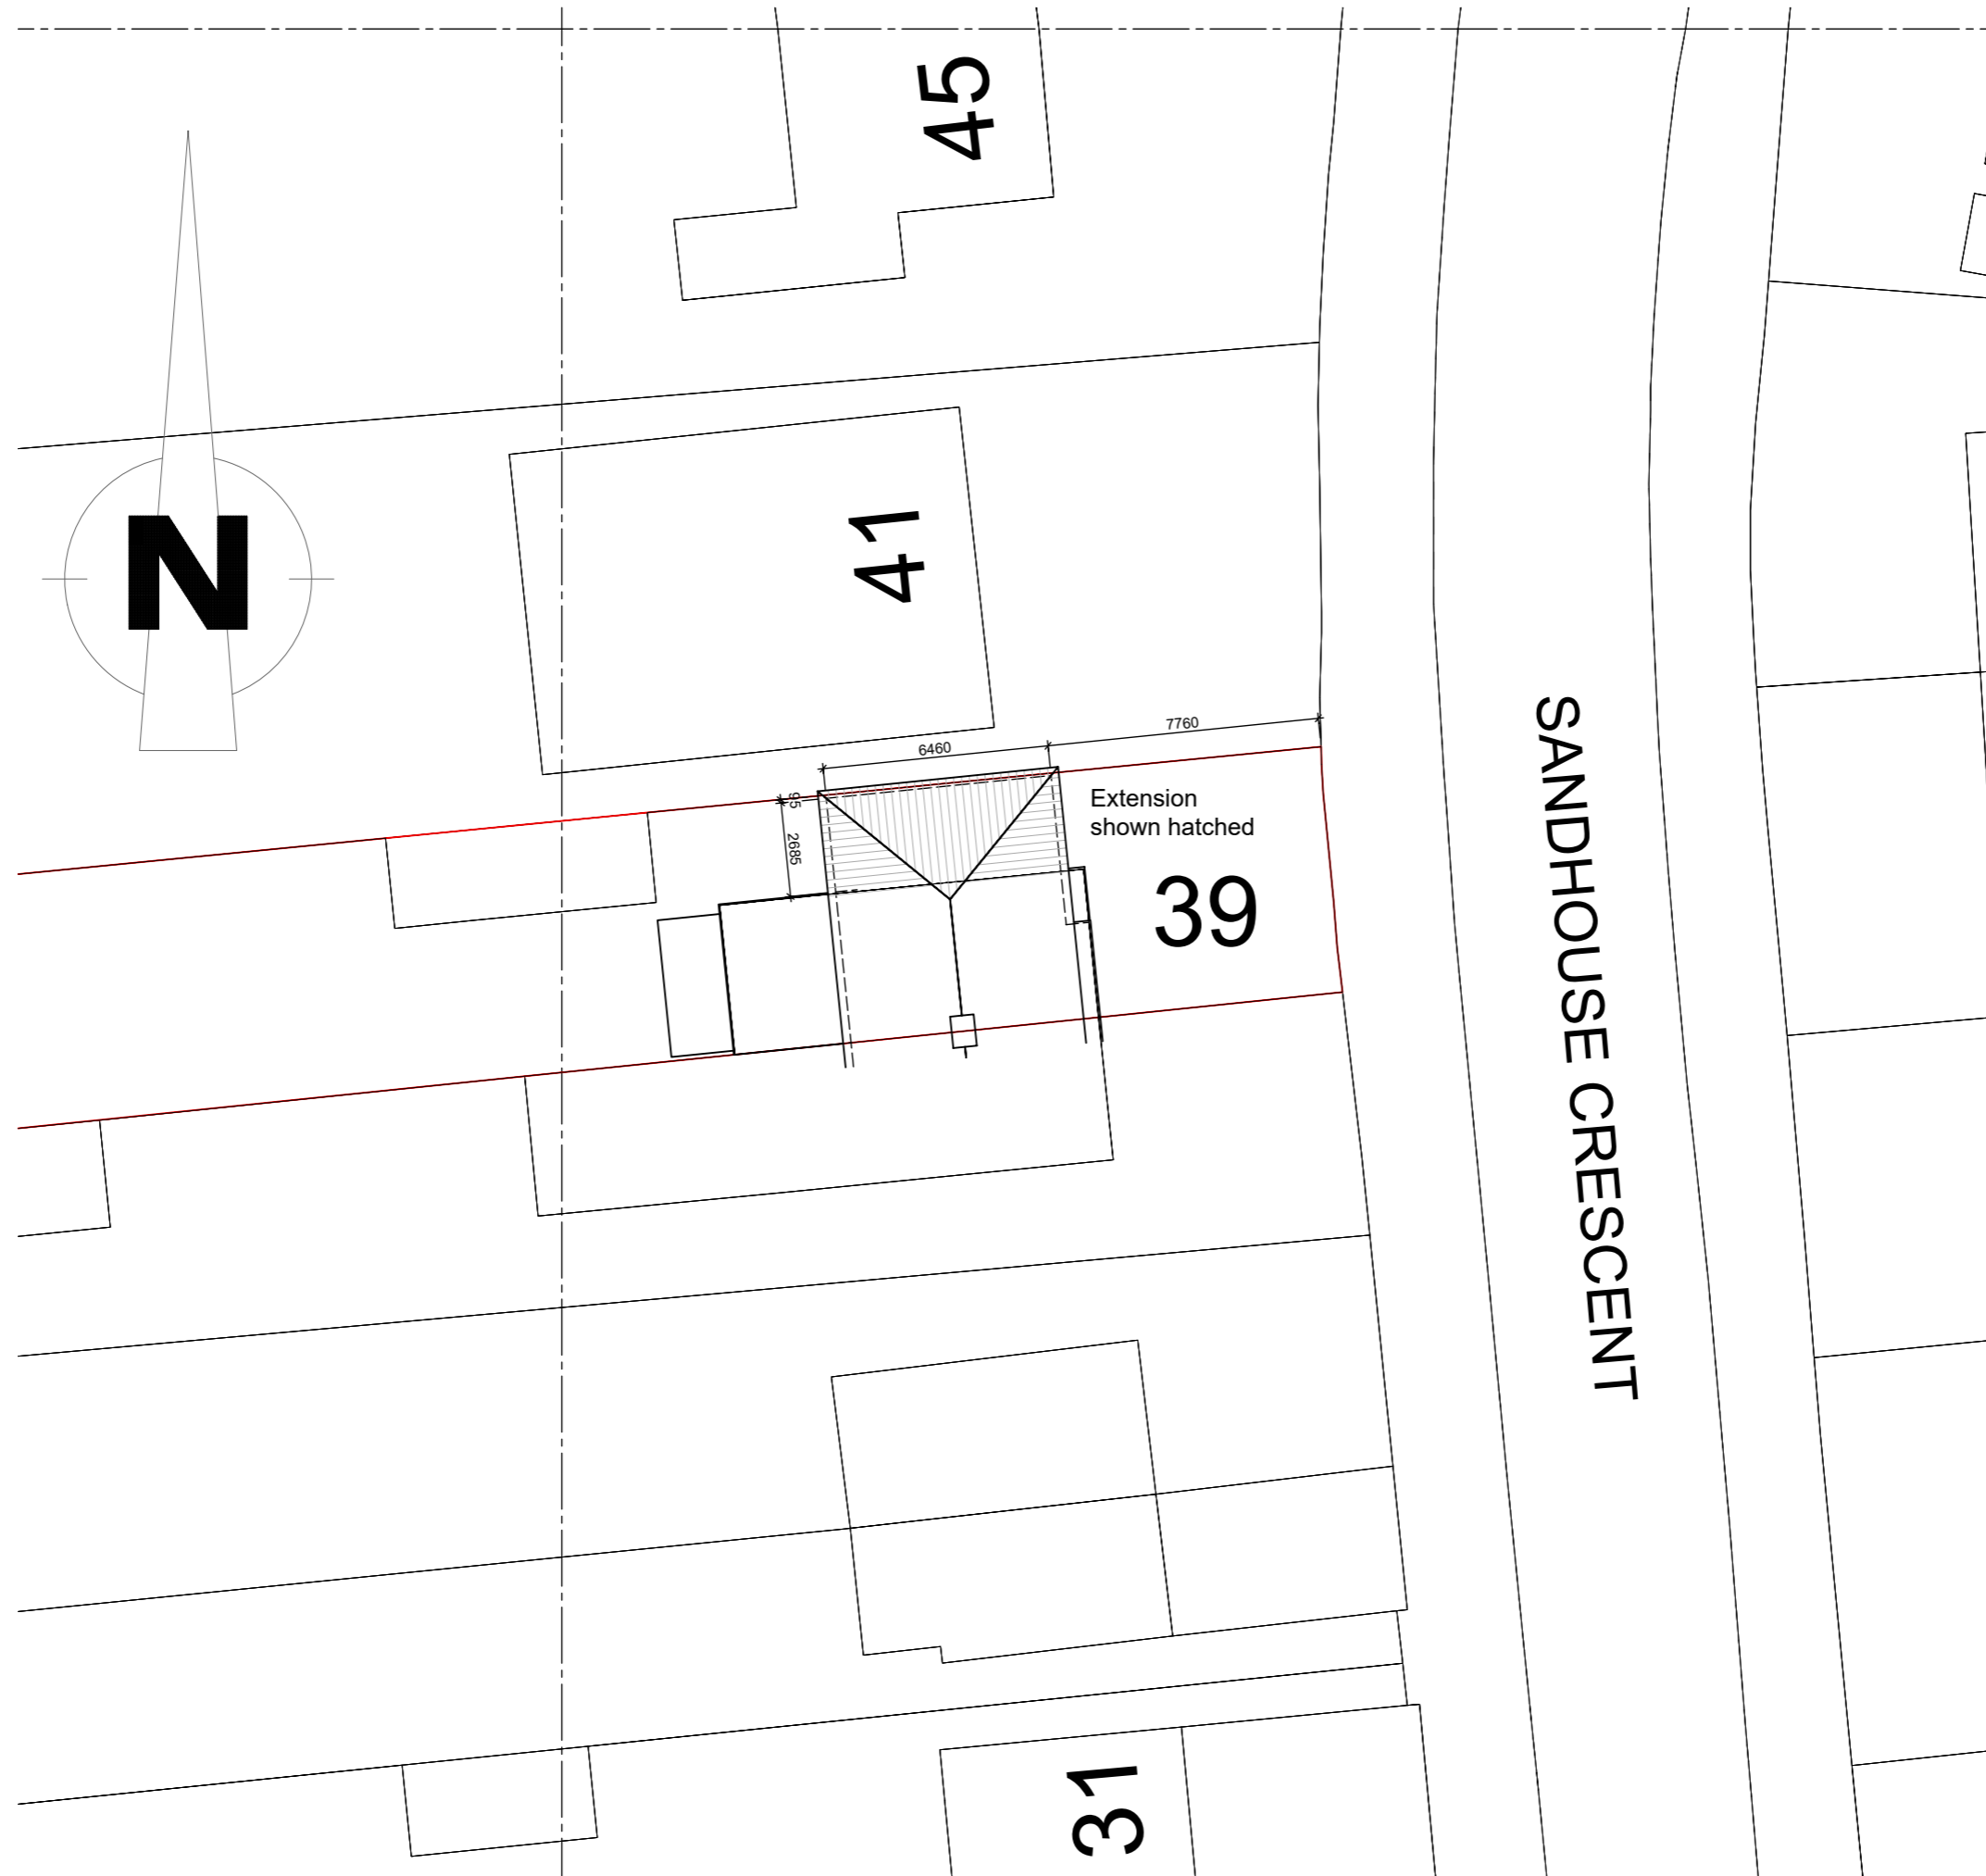 45
N
41
7760
6460
95
2685
Extension
shown hatched
39
SANDHOUSE CRESCENT
31